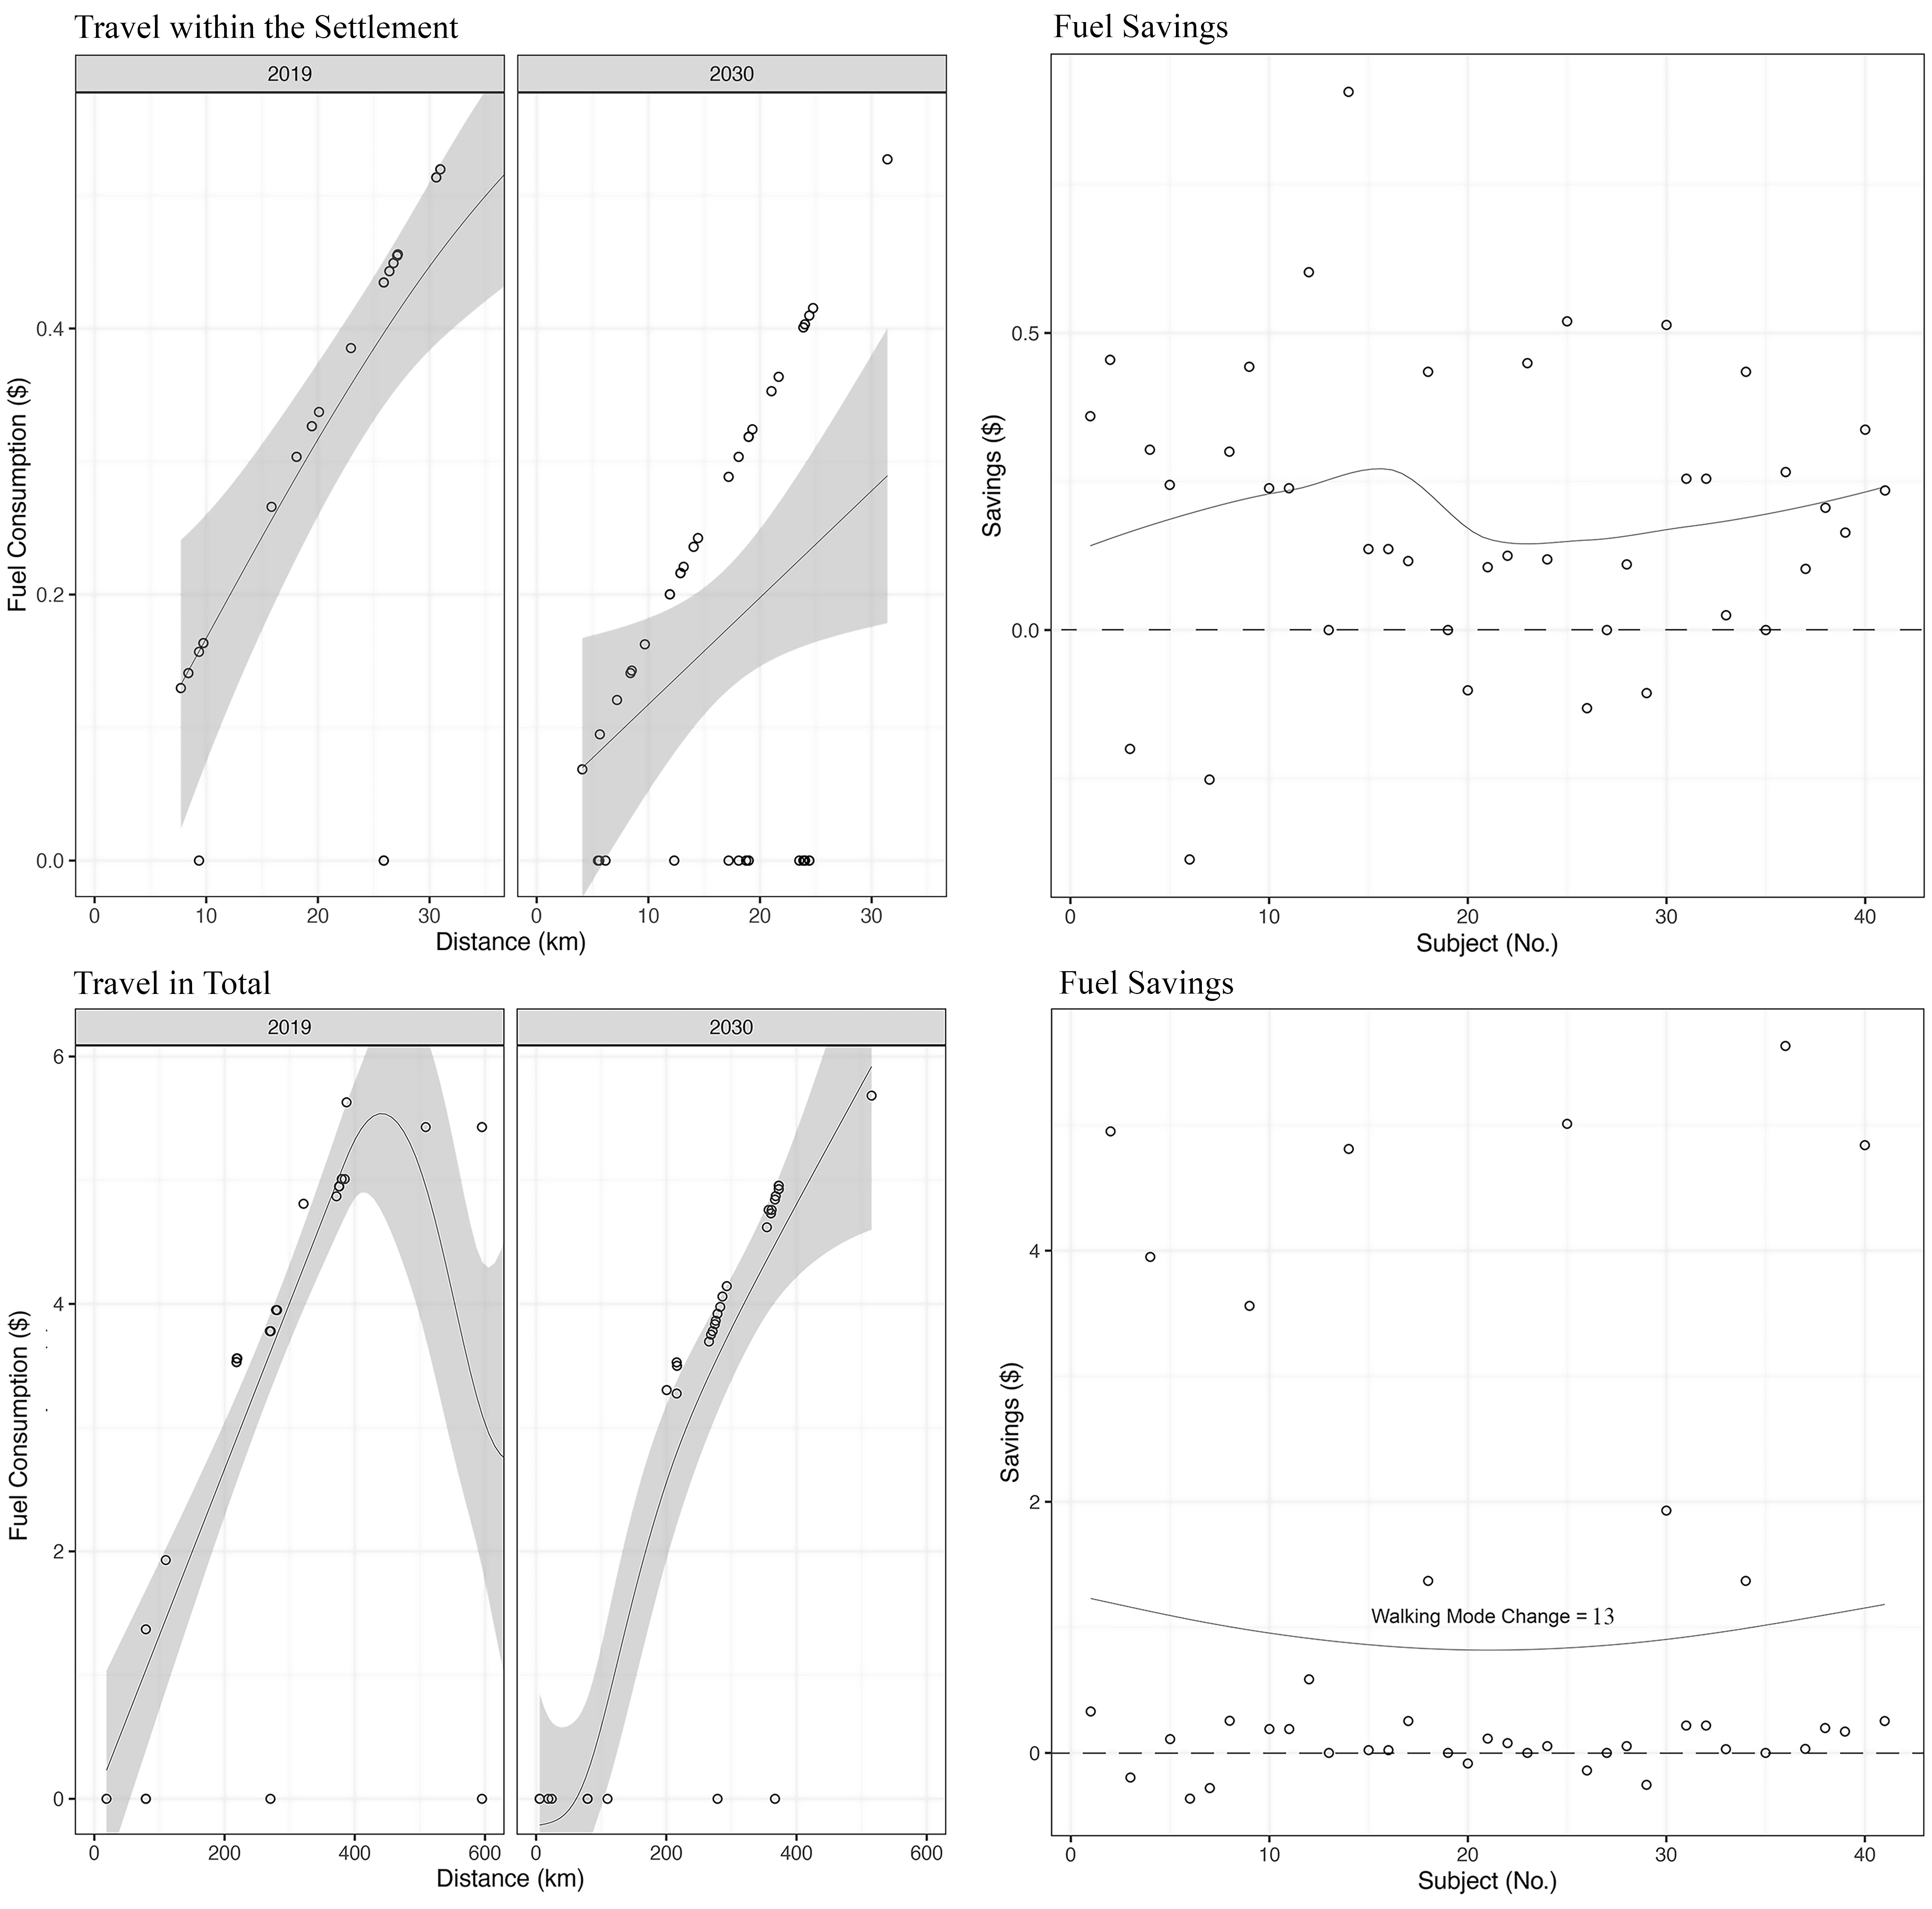 Travel within the Settlement
Fuel Savings
2019
2030
Fuel Consumption ($)
0.4
0.2
0.0
0 10 20 30
0 10 20 30
Distance (km)
Savings ($)
0.5
0.0
0 10 20 30 40
Subject (No.)
Travel in Total
Fuel Savings
2019
2030
Fuel Consumption ($)
6
4
2
0
0 200 400 600
0 200 400 600
Distance (km)
Savings ($)
4
2
0
Walking Mode Change = 13
0 10 20 30 40
Subject (No.)